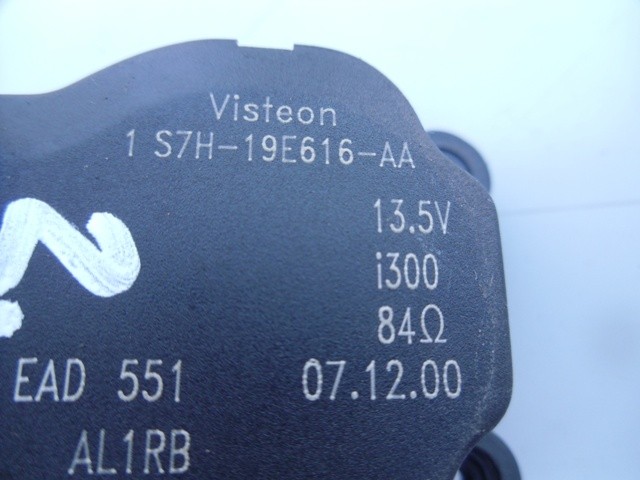 Visteon
1 S7H-19E616-AA
13.5V
i300
84Ω
EAD 551 07.12.00
AL1RB